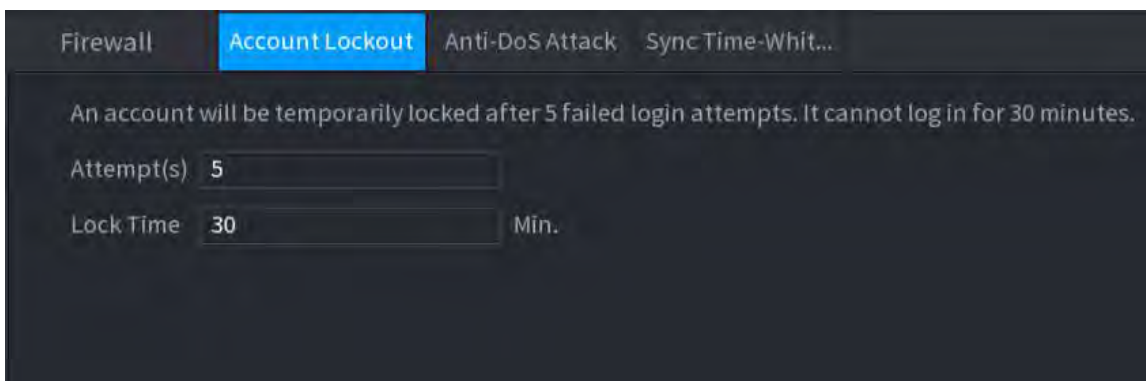 Firewall Account Lockout Anti-DoS Attack Sync Time-Whit...
An account will be temporarily locked after 5 failed login attempts. It cannot log in for 30 minutes.
Attempt(s) 5
Lock Time 30 Min.